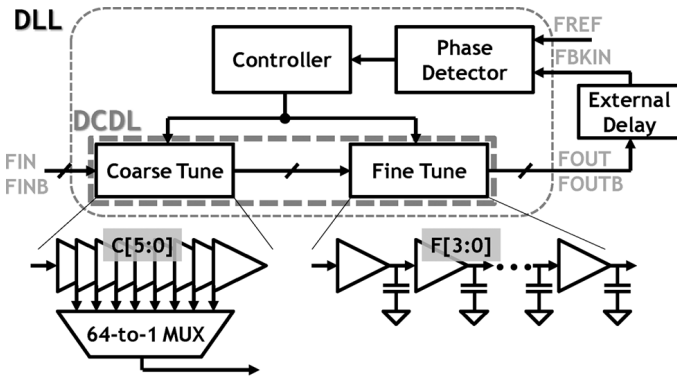 DLL
FREF
FBKIN
Controller
Phase
Detector
External
Delay
DCDL
FIN
FINB
Coarse Tune
Fine Tune
FOUT
FOUTB
C[5:0]
F[3:0]
64-to-1 MUX